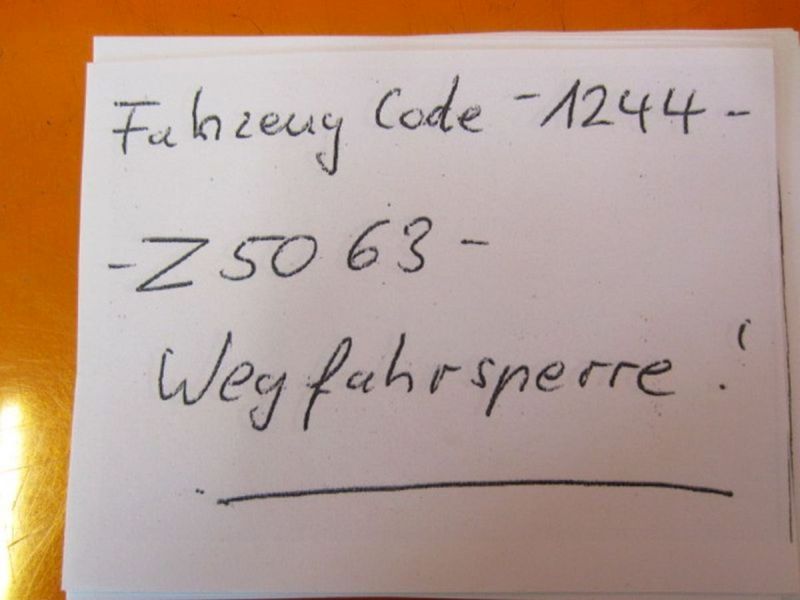 Fahrzeug Code -1244-
-Z5063-
Wegfahrsperre!